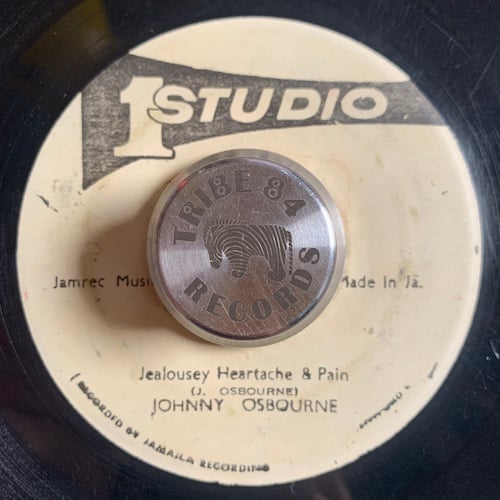 1 STUDIO
TRIBE 84
RECORDS
Jamrec Musi
Made In Ja.
Jealousey Heartache & Pain
(J. OSBOURNE)
JOHNNY OSBOURNE
RECORDED BY JAMAICA RECORDING